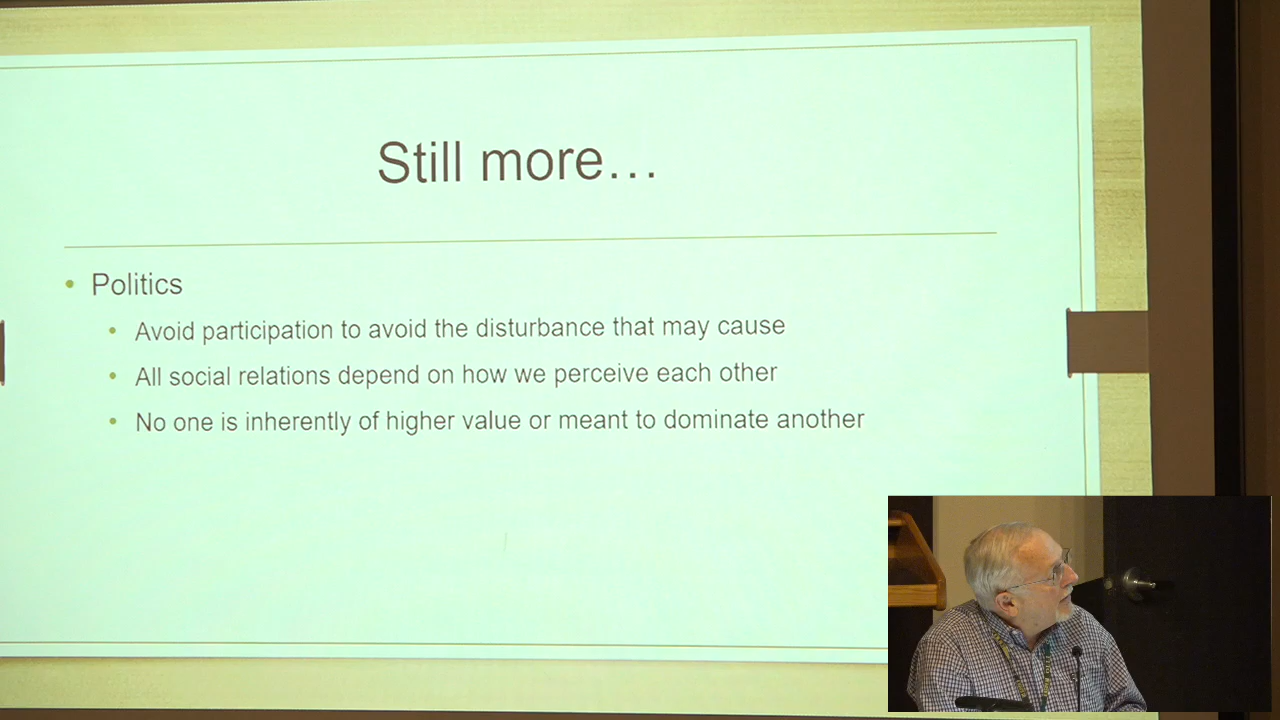 Still more…
• Politics
• Avoid participation to avoid the disturbance that may cause
• All social relations depend on how we perceive each other
• No one is inherently of higher value or meant to dominate another